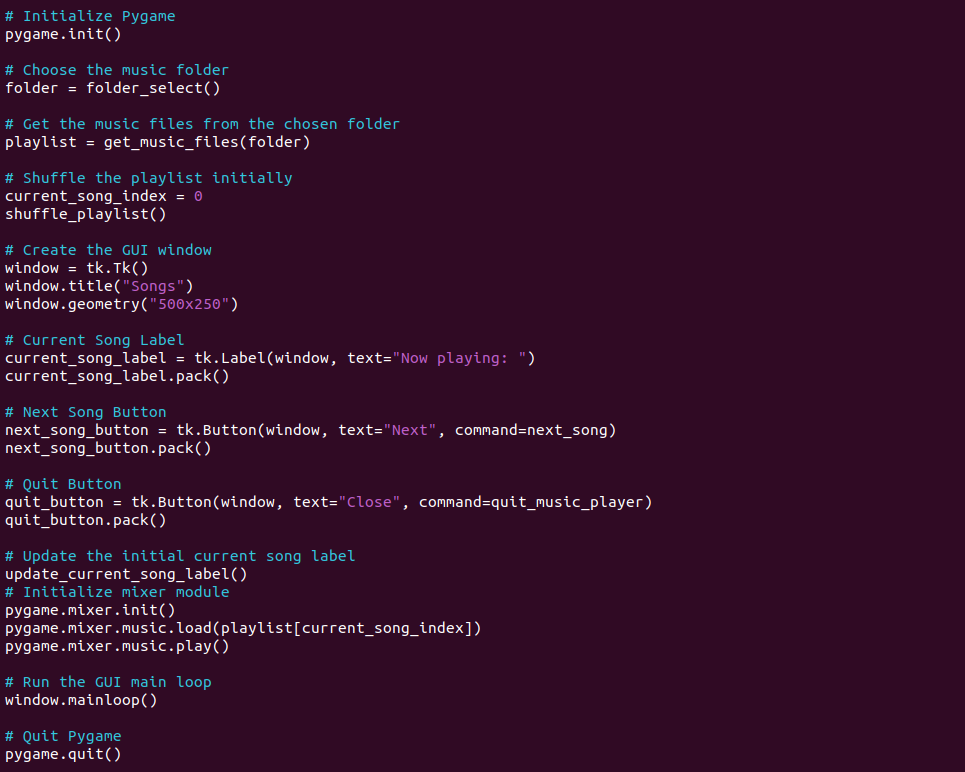 # Initialize Pygame
pygame.init()
# Choose the music folder
folder = folder_select()
# Get the music files from the chosen folder
playlist = get_music_files(folder)
# Shuffle the playlist initially
current_song_index = 0
shuffle_playlist()
# Create the GUI window
window = tk.Tk()
window.title("Songs")
window.geometry("500x250")
# Current Song Label
current_song_label = tk.Label(window, text="Now playing: ")
current_song_label.pack()
# Next Song Button
next_song_button = tk.Button(window, text="Next", command=next_song)
next_song_button.pack()
# Quit Button
quit_button = tk.Button(window, text="Close", command=quit_music_player)
quit_button.pack()
# Update the initial current song label
update_current_song_label()
# Initialize mixer module
pygame.mixer.init()
pygame.mixer.music.load(playlist[current_song_index])
pygame.mixer.music.play()
# Run the GUI main loop
window.mainloop()
# Quit Pygame
pygame.quit()